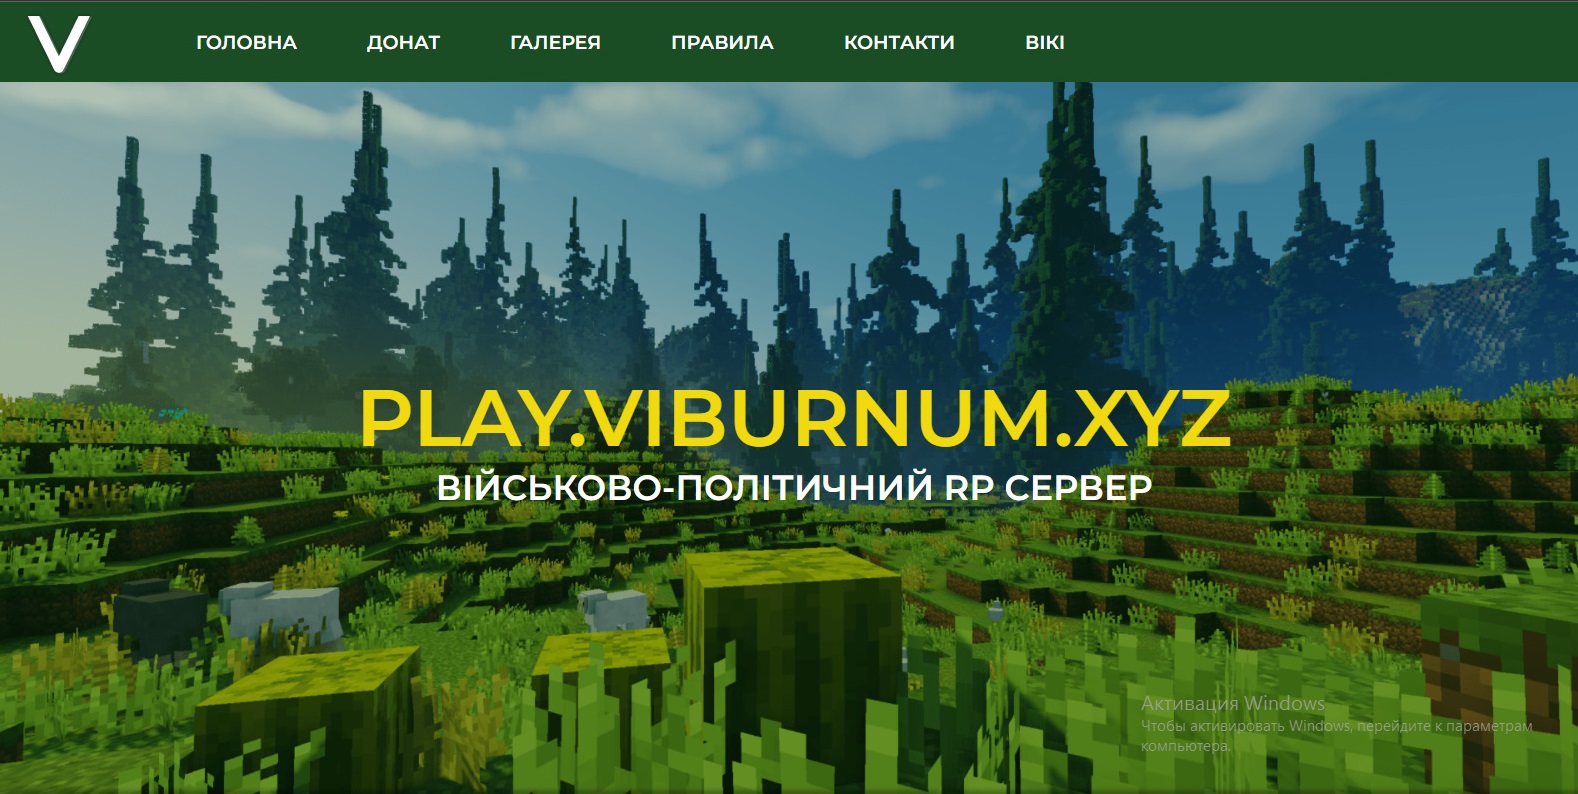 V
ГОЛОВНА ДОНАТ ГАЛЕРЕЯ ПРАВИЛА КОНТАКТИ ВІКІ
PLAY.VIBURNUM.XYZ
ВІЙСЬКОВО-ПОЛІТИЧНИЙ RP СЕРВЕР
Активация Windows
Чтобы активировать Windows, перейдите к параметрам
компьютера.